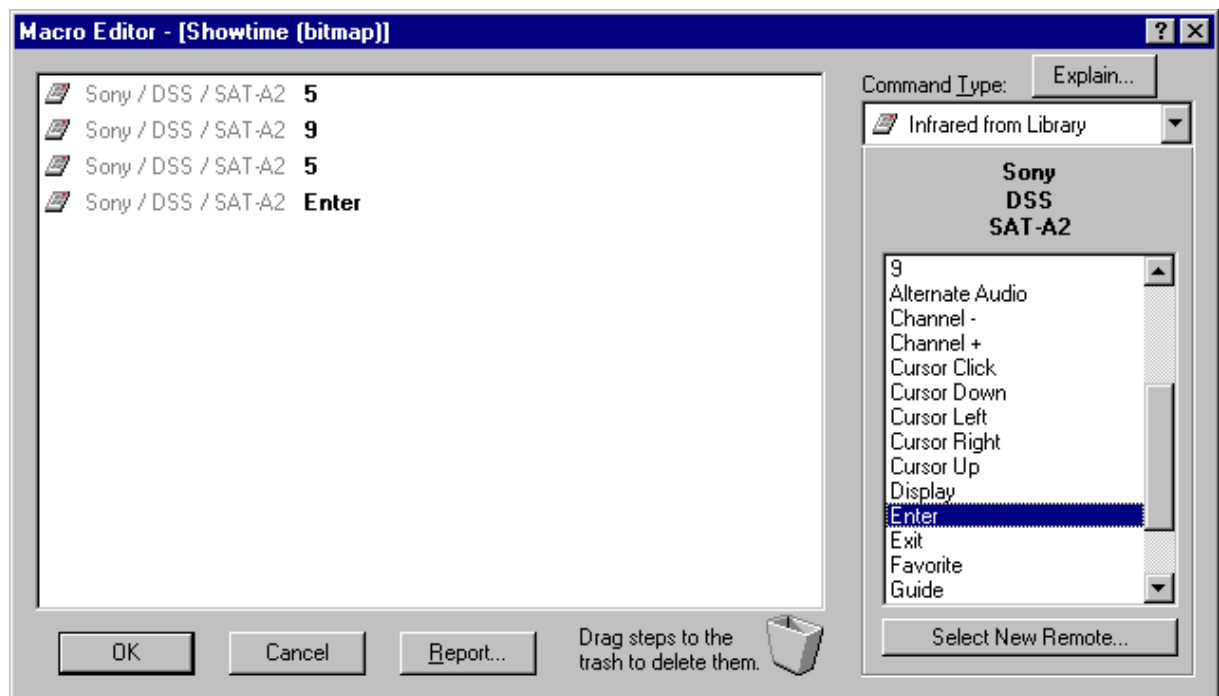 Macro Editor - [Showtime (bitmap)]
Sony / DSS / SAT-A2 5
Sony / DSS / SAT-A2 9
Sony / DSS / SAT-A2 5
Sony / DSS / SAT-A2 Enter
Command Type: Explain...
Infrared from Library
Sony
DSS
SAT-A2
9
Alternate Audio
Channel -
Channel +
Cursor Click
Cursor Down
Cursor Left
Cursor Right
Cursor Up
Display
Enter
Exit
Favorite
Guide
Select New Remote...
OK Cancel Report...
Drag steps to the
trash to delete them.